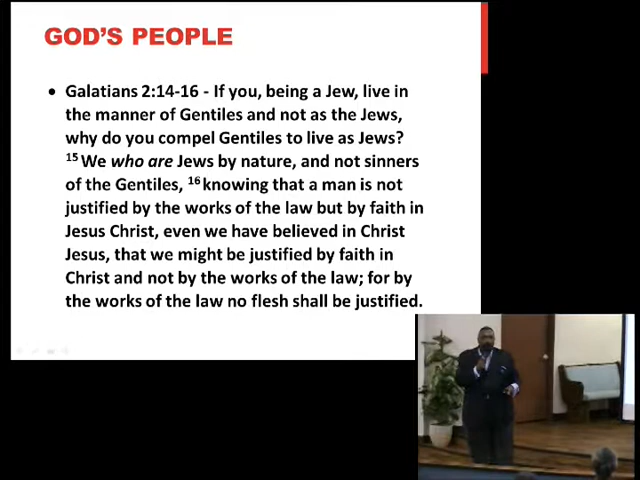 GOD'S PEOPLE
• Galatians 2:14-16 - If you, being a Jew, live in
the manner of Gentiles and not as the Jews,
why do you compel Gentiles to live as Jews?
15 We who are Jews by nature, and not sinners
of the Gentiles, 16 knowing that a man is not
justified by the works of the law but by faith in
Jesus Christ, even we have believed in Christ
Jesus, that we might be justified by faith in
Christ and not by the works of the law; for by
the works of the law no flesh shall be justified.